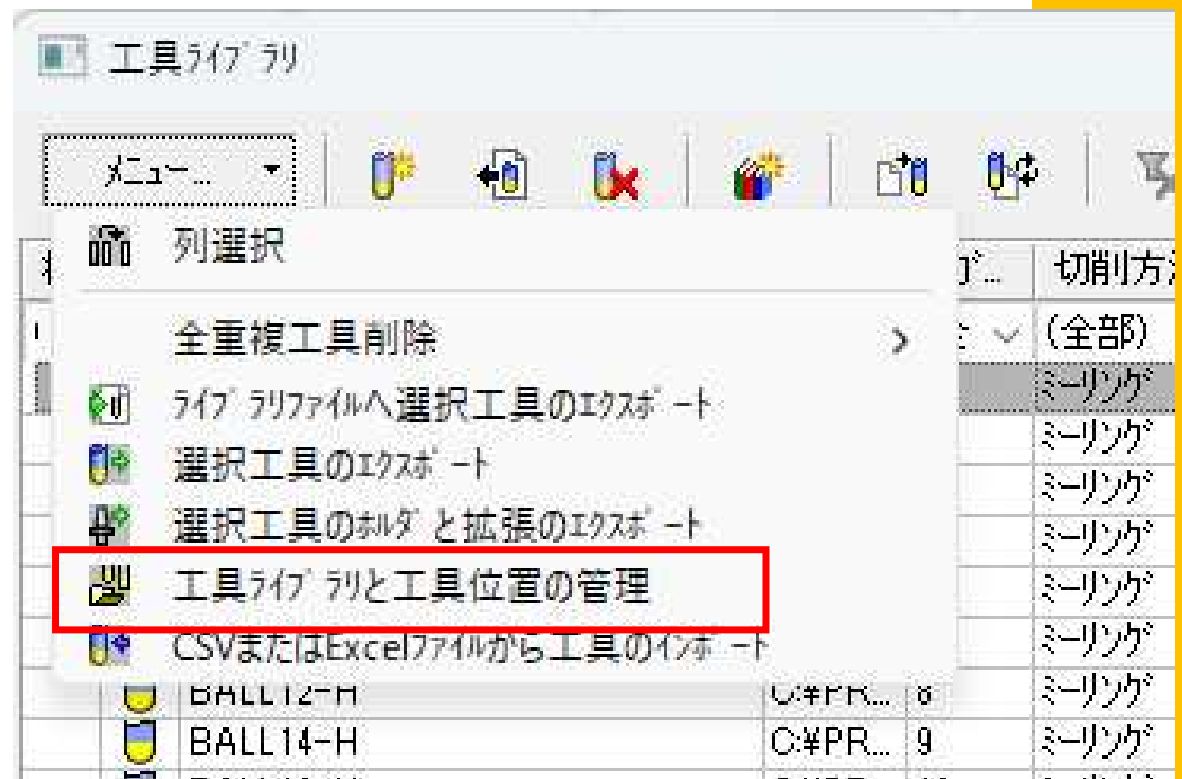 工具ﾗｲﾌﾞﾗﾘ
ﾒﾆｭｰ...
列選択
切削方
全重複工具削除
(全部)
ﾐｰﾘﾝｸﾞ
ﾗｲﾌﾞﾗﾘﾌｧｲﾙへ選択工具のｴｸｽﾎﾟｰﾄ
ﾐｰﾘﾝｸﾞ
選択工具のｴｸｽﾎﾟｰﾄ
ﾐｰﾘﾝｸﾞ
選択工具のﾎﾙﾀﾞと拡張のｴｸｽﾎﾟｰﾄ
ﾐｰﾘﾝｸﾞ
工具ﾗｲﾌﾞﾗﾘと工具位置の管理
ﾐｰﾘﾝｸﾞ
CSVまたはExcelﾌｧｲﾙから工具のｲﾝﾎﾟｰﾄ
ﾐｰﾘﾝｸﾞ
BALL12-H C:¥PR... 8 ﾐｰﾘﾝｸﾞ
BALL14-H C:¥PR... 9 ﾐｰﾘﾝｸﾞ